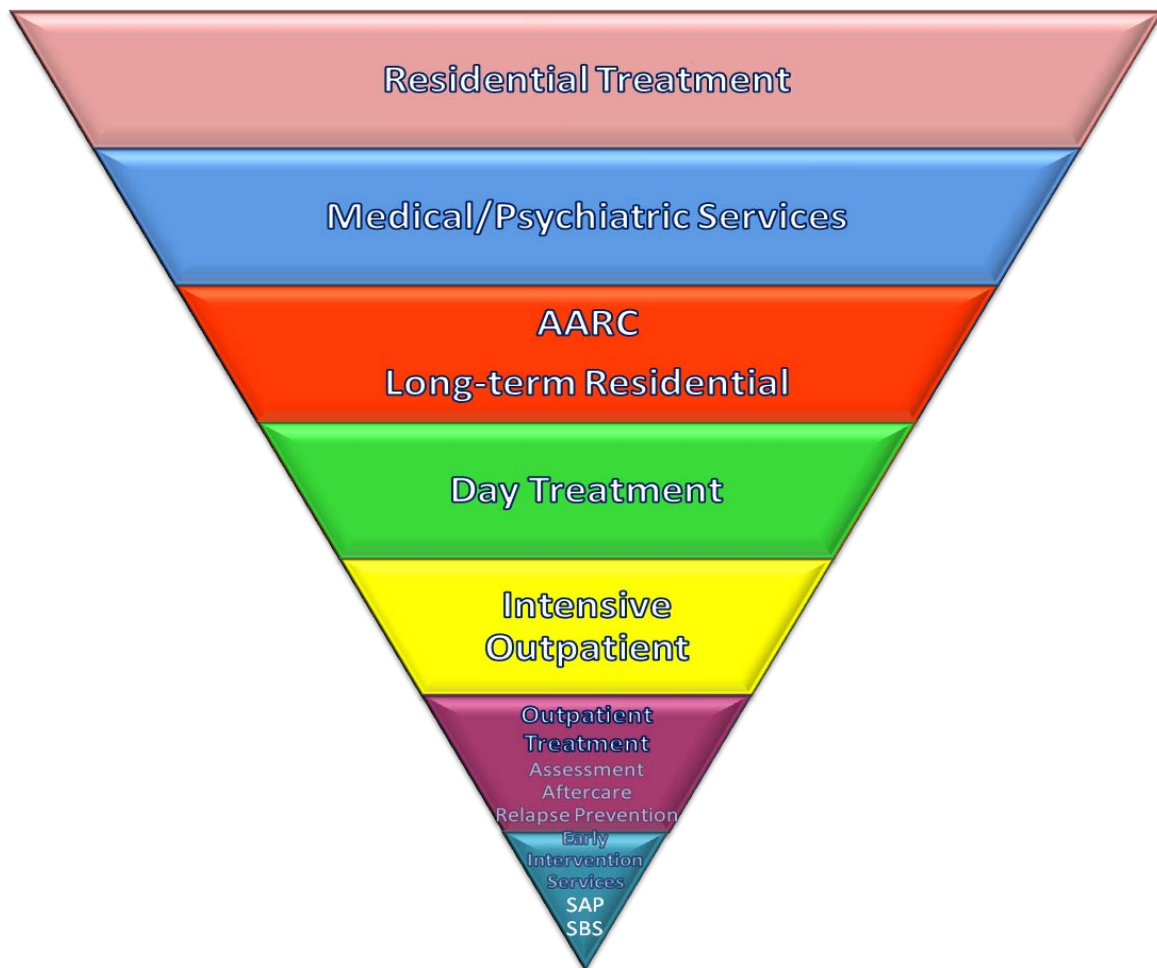 Residential Treatment
Medical/Psychiatric Services
AARC
Long-term Residential
Day Treatment
Intensive
Outpatient
Outpatient
Treatment
Assessment
Aftercare
Relapse Prevention
Early
Intervention
Services
SAP
SBS